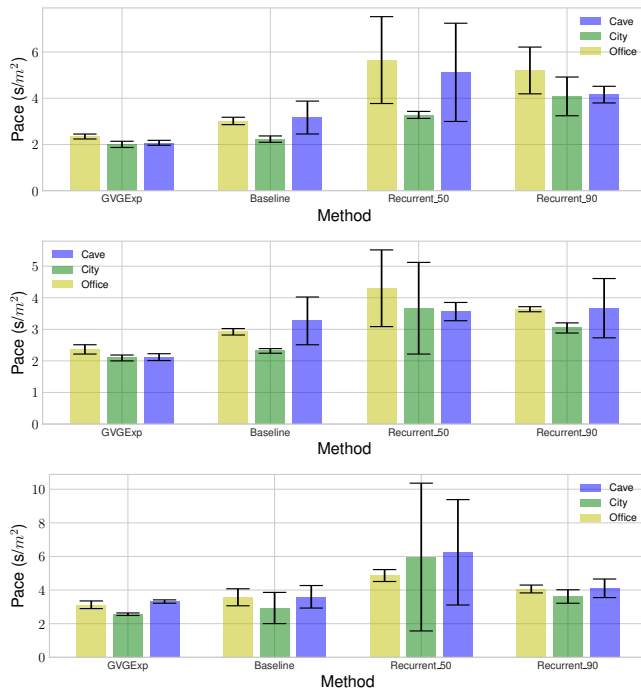 Pace (s/m²)
6
4
2
0
Cave
City
Office
GVGExp Baseline Recurrent_50 Recurrent_90
Method
Pace (s/m²)
5
4
3
2
1
0
Cave
City
Office
GVGExp Baseline Recurrent_50 Recurrent_90
Method
Pace (s/m²)
10
8
6
4
2
0
Cave
City
Office
GVGExp Baseline Recurrent_50 Recurrent_90
Method